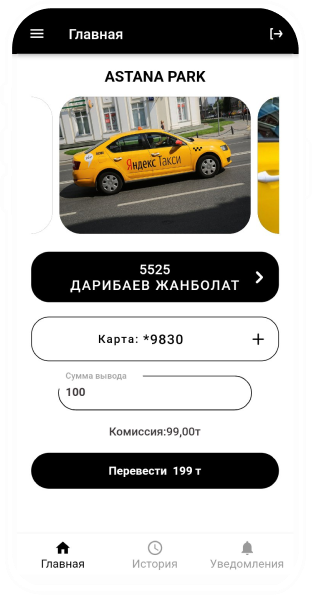 Главная
ASTANA PARK
Яндекс Такси
5525
ДАРИБАЕВ ЖАНБОЛАТ
Карта: *9830
Сумма вывода
100
Комиссия:99,00т
Перевести 199 т
Главная История Уведомления